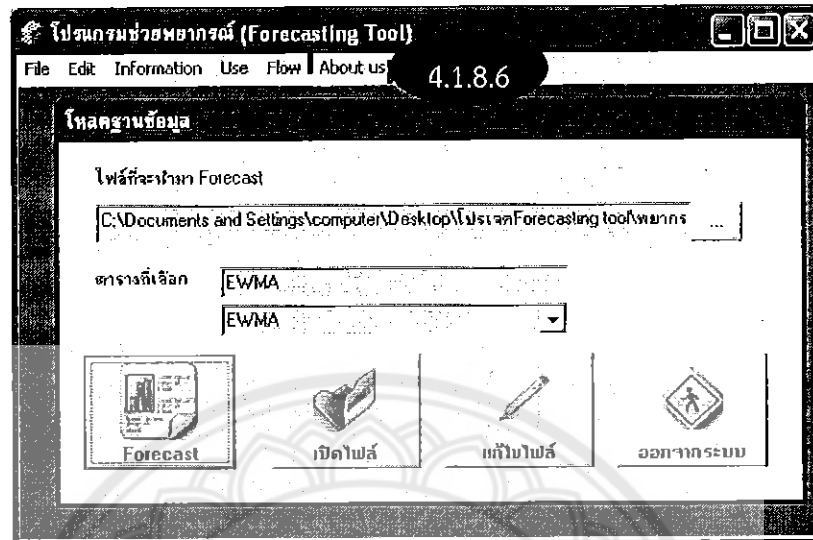 โปรแกรมช่วยพยากรณ์ (Forecasting Tool)
File Edit Information Use Flow About us
4.1.8.6
โหลดฐานข้อมูล
ไฟล์ที่จะนำมา Forecast
C:\Documents and Settings\computer\Desktop\โปรเจคForecasting tool\พยากร ...
ตารางที่เลือก EWMA
EWMA
Forecast เปิดไฟล์ แก้ไขไฟล์ ออกจากระบบ